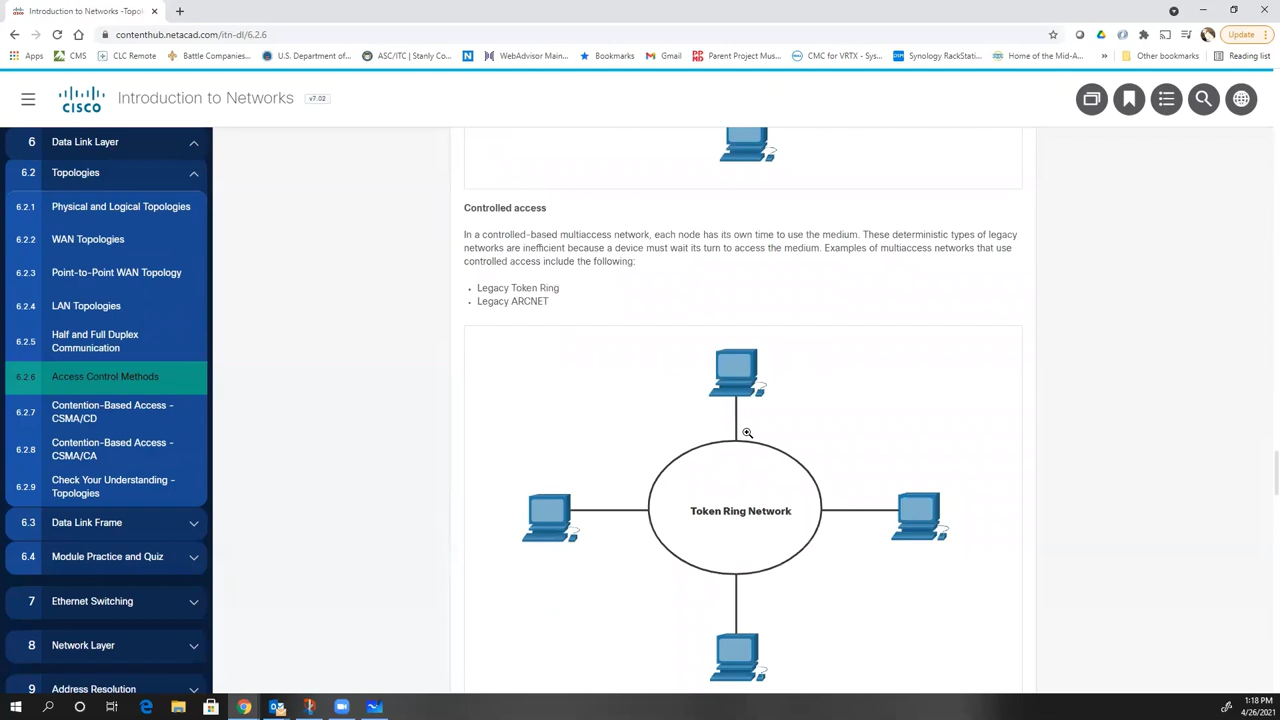 Introduction to Networks -Topol
contenthub.netacad.com/itn-dl/6.2.6
Update
Apps
CMS
CLC Remote
Battle Companies...
U.S. Department of...
ASC/ITC | Stanly Co...
WebAdvisor Main...
Bookmarks
Gmail
Parent Project Mus...
CMC for VRTX - Sys...
Synology RackStati...
Home of the Mid-A...
»
Other bookmarks
Reading list
CISCO
Introduction to Networks
v7.02
6 Data Link Layer
6.2 Topologies
6.2.1 Physical and Logical Topologies
6.2.2 WAN Topologies
6.2.3 Point-to-Point WAN Topology
6.2.4 LAN Topologies
6.2.5 Half and Full Duplex
Communication
6.2.6 Access Control Methods
6.2.7 Contention-Based Access -
CSMA/CD
6.2.8 Contention-Based Access -
CSMA/CA
6.2.9 Check Your Understanding -
Topologies
6.3 Data Link Frame
6.4 Module Practice and Quiz
7 Ethernet Switching
8 Network Layer
9 Address Resolution
Controlled access
In a controlled-based multiaccess network, each node has its own time to use the medium. These deterministic types of legacy
networks are inefficient because a device must wait its turn to access the medium. Examples of multiaccess networks that use
controlled access include the following:
• Legacy Token Ring
• Legacy ARCNET
Token Ring Network
1:18 PM
4/26/2021